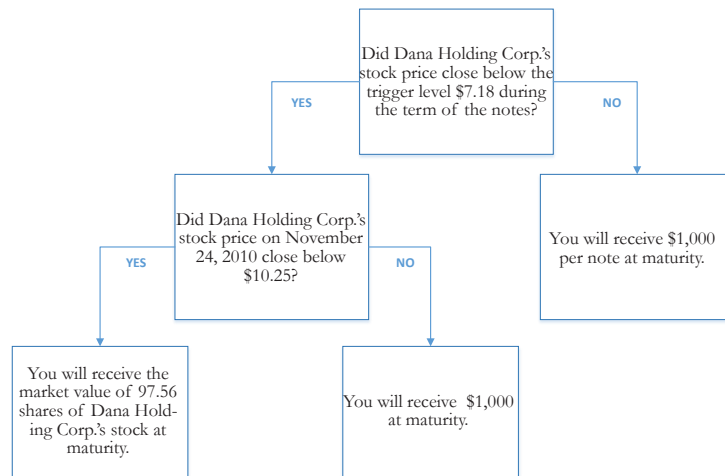 Did Dana Holding Corp.'s
stock price close below the
trigger level $7.18 during
the term of the notes?
YES
NO
Did Dana Holding Corp.'s
stock price on November
24, 2010 close below
$10.25?
You will receive $1,000
per note at maturity.
YES
NO
You will receive the
market value of 97.56
shares of Dana Hold-
ing Corp.'s stock at
maturity.
You will receive $1,000
at maturity.